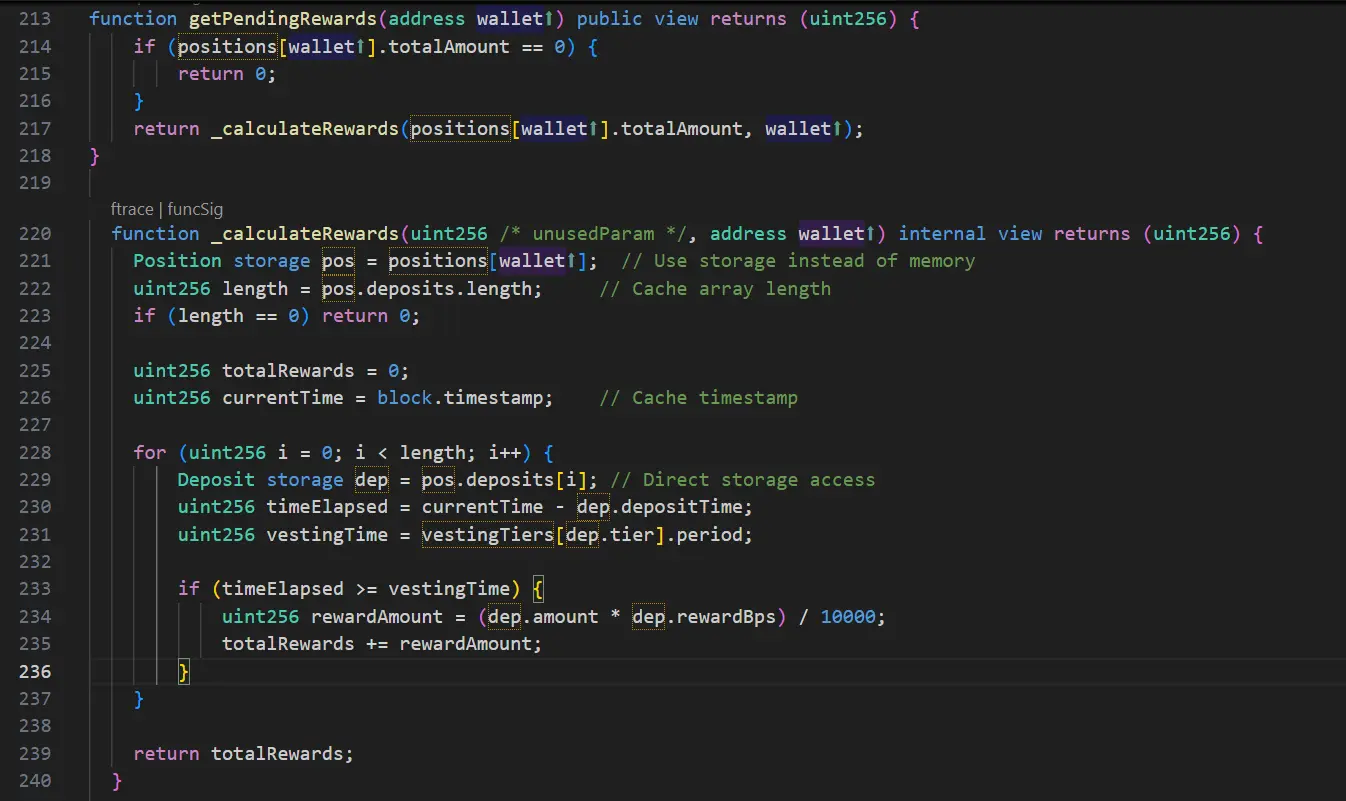 213 function getPendingRewards(address wallet⬆) public view returns (uint256) {
214 if (positions[wallet⬆].totalAmount == 0) {
215 return 0;
216 }
217 return _calculateRewards(positions[wallet⬆].totalAmount, wallet⬆);
218 }
219
ftrace | funcSig
220 function _calculateRewards(uint256 /* unusedParam */, address wallet⬆) internal view returns (uint256) {
221 Position storage pos = positions[wallet⬆]; // Use storage instead of memory
222 uint256 length = pos.deposits.length; // Cache array length
223 if (length == 0) return 0;
224
225 uint256 totalRewards = 0;
226 uint256 currentTime = block.timestamp; // Cache timestamp
227
228 for (uint256 i = 0; i < length; i++) {
229 Deposit storage dep = pos.deposits[i]; // Direct storage access
230 uint256 timeElapsed = currentTime - dep.depositTime;
231 uint256 vestingTime = vestingTiers[dep.tier].period;
232
233 if (timeElapsed >= vestingTime) {
234 uint256 rewardAmount = (dep.amount * dep.rewardBps) / 10000;
235 totalRewards += rewardAmount;
236 }
237 }
238
239 return totalRewards;
240 }